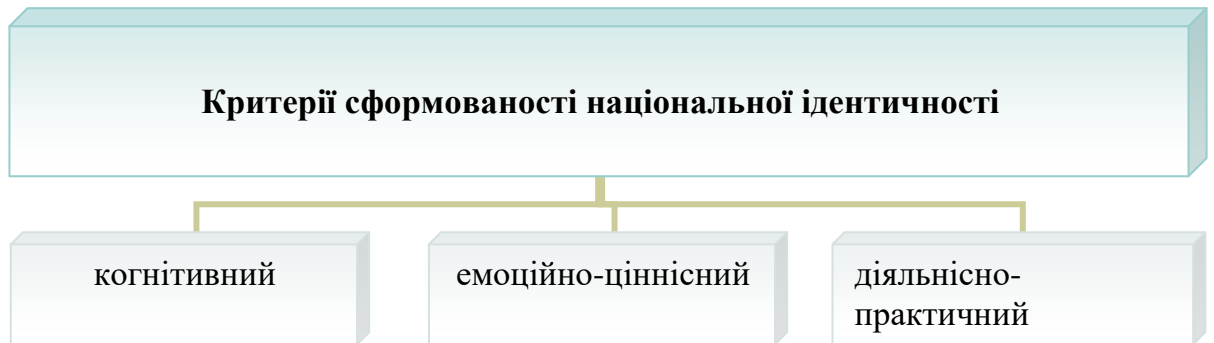 Критерії сформованості національної ідентичності
когнітивний
емоційно-ціннісний
діяльнісно-
практичний